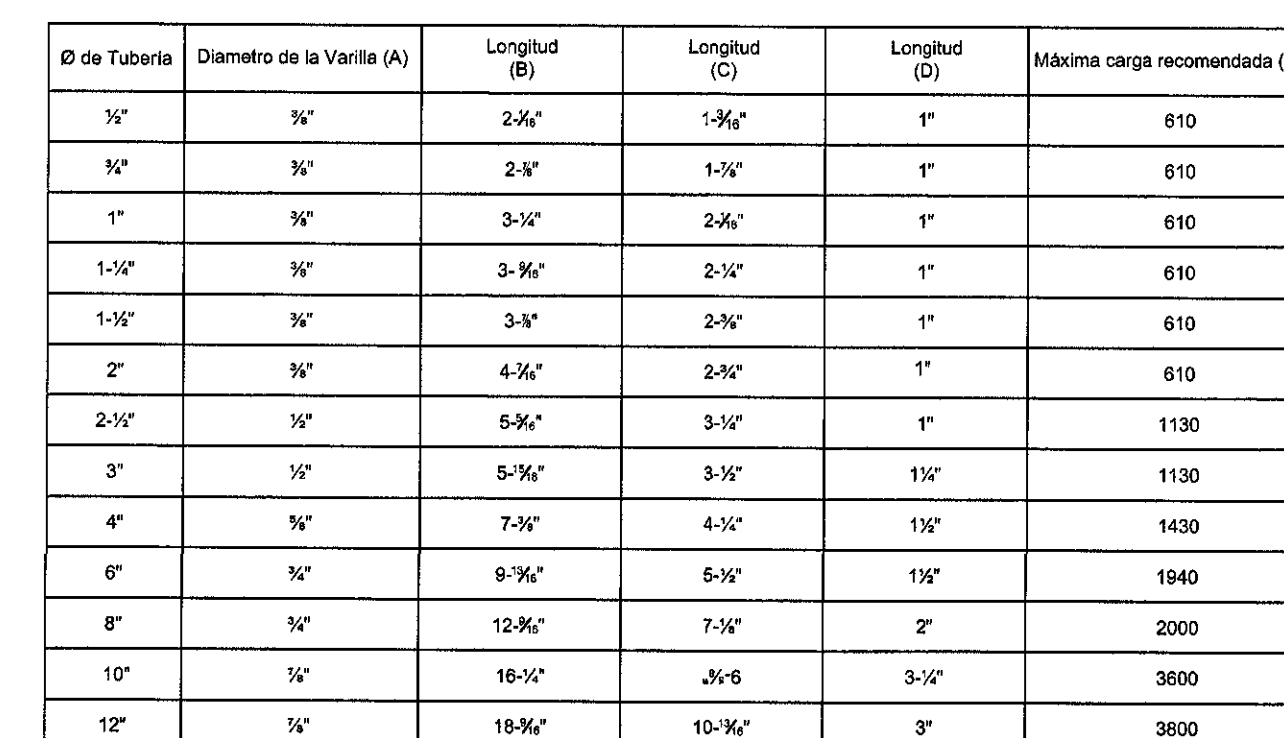 Ø de Tuberia Diametro de la Varilla (A) Longitud (B) Longitud (C) Longitud (D) Máxima carga recomendada (
½" ⅜" 2-1/16" 1-3/16" 1" 610
¾" ⅜" 2-⅞" 1-⅞" 1" 610
1" ⅜" 3-¼" 2-1/16" 1" 610
1-¼" ⅜" 3- 9/16" 2-¼" 1" 610
1-½" ⅜" 3-⅞" 2-⅜" 1" 610
2" ⅜" 4-7/16" 2-¾" 1" 610
2-½" ½" 5-5/16" 3-¼" 1" 1130
3" ½" 5-15/16" 3-½" 1¼" 1130
4" ⅝" 7-⅜" 4-¼" 1½" 1430
6" ¾" 9-13/16" 5-½" 1½" 1940
8" ¾" 12-9/16" 7-⅛" 2" 2000
10" ⅞" 16-¼" 3-¼" 3600
12" ⅞" 18-9/16" 10-13/16" 3" 3800